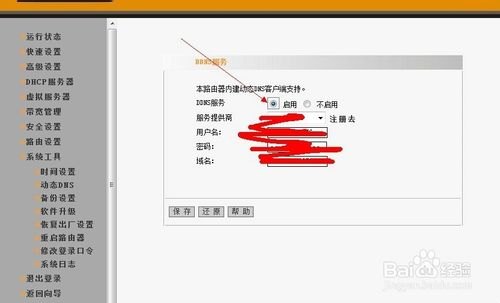 运行状态
快速设置
高级设置
DHCP服务器
虚拟服务器
带宽管理
安全设置
路由设置
系统工具
时间设置
动态DNS
备份设置
软件升级
恢复出厂设置
重启路由器
修改登录口令
系统日志
退出登录
返回向导
DDNS服务
本路由器内建动态DNS客户端支持。
DDNS服务 启用 不启用
服务提供商 注册去
用户名:
密码:
域名:
保存 还原 帮助
Baidu 经验
jingyan.baidu.com